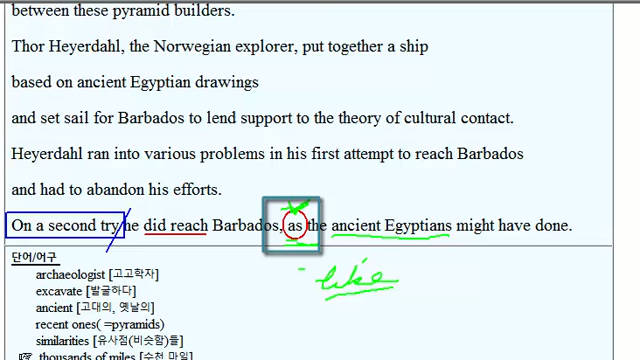 between these pyramid builders.
Thor Heyerdahl, the Norwegian explorer, put together a ship
based on ancient Egyptian drawings
and set sail for Barbados to lend support to the theory of cultural contact.
Heyerdahl ran into various problems in his first attempt to reach Barbados
and had to abandon his efforts.
On a second try he did reach Barbados, as the ancient Egyptians might have done.
like
단어/어구
archaeologist [고고학자]
excavate [발굴하다]
ancient [고대의, 옛날의]
recent ones( =pyramids)
similarities [유사점(비슷함)들]
thousands of miles [수천 마일]